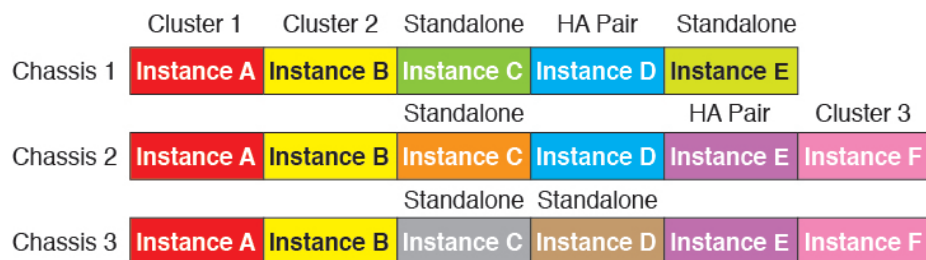 Cluster 1 Cluster 2 Standalone HA Pair Standalone
Chassis 1 Instance A Instance B Instance C Instance D Instance E
Standalone HA Pair Cluster 3
Chassis 2 Instance A Instance B Instance C Instance D Instance E Instance F
Standalone Standalone
Chassis 3 Instance A Instance B Instance C Instance D Instance E Instance F